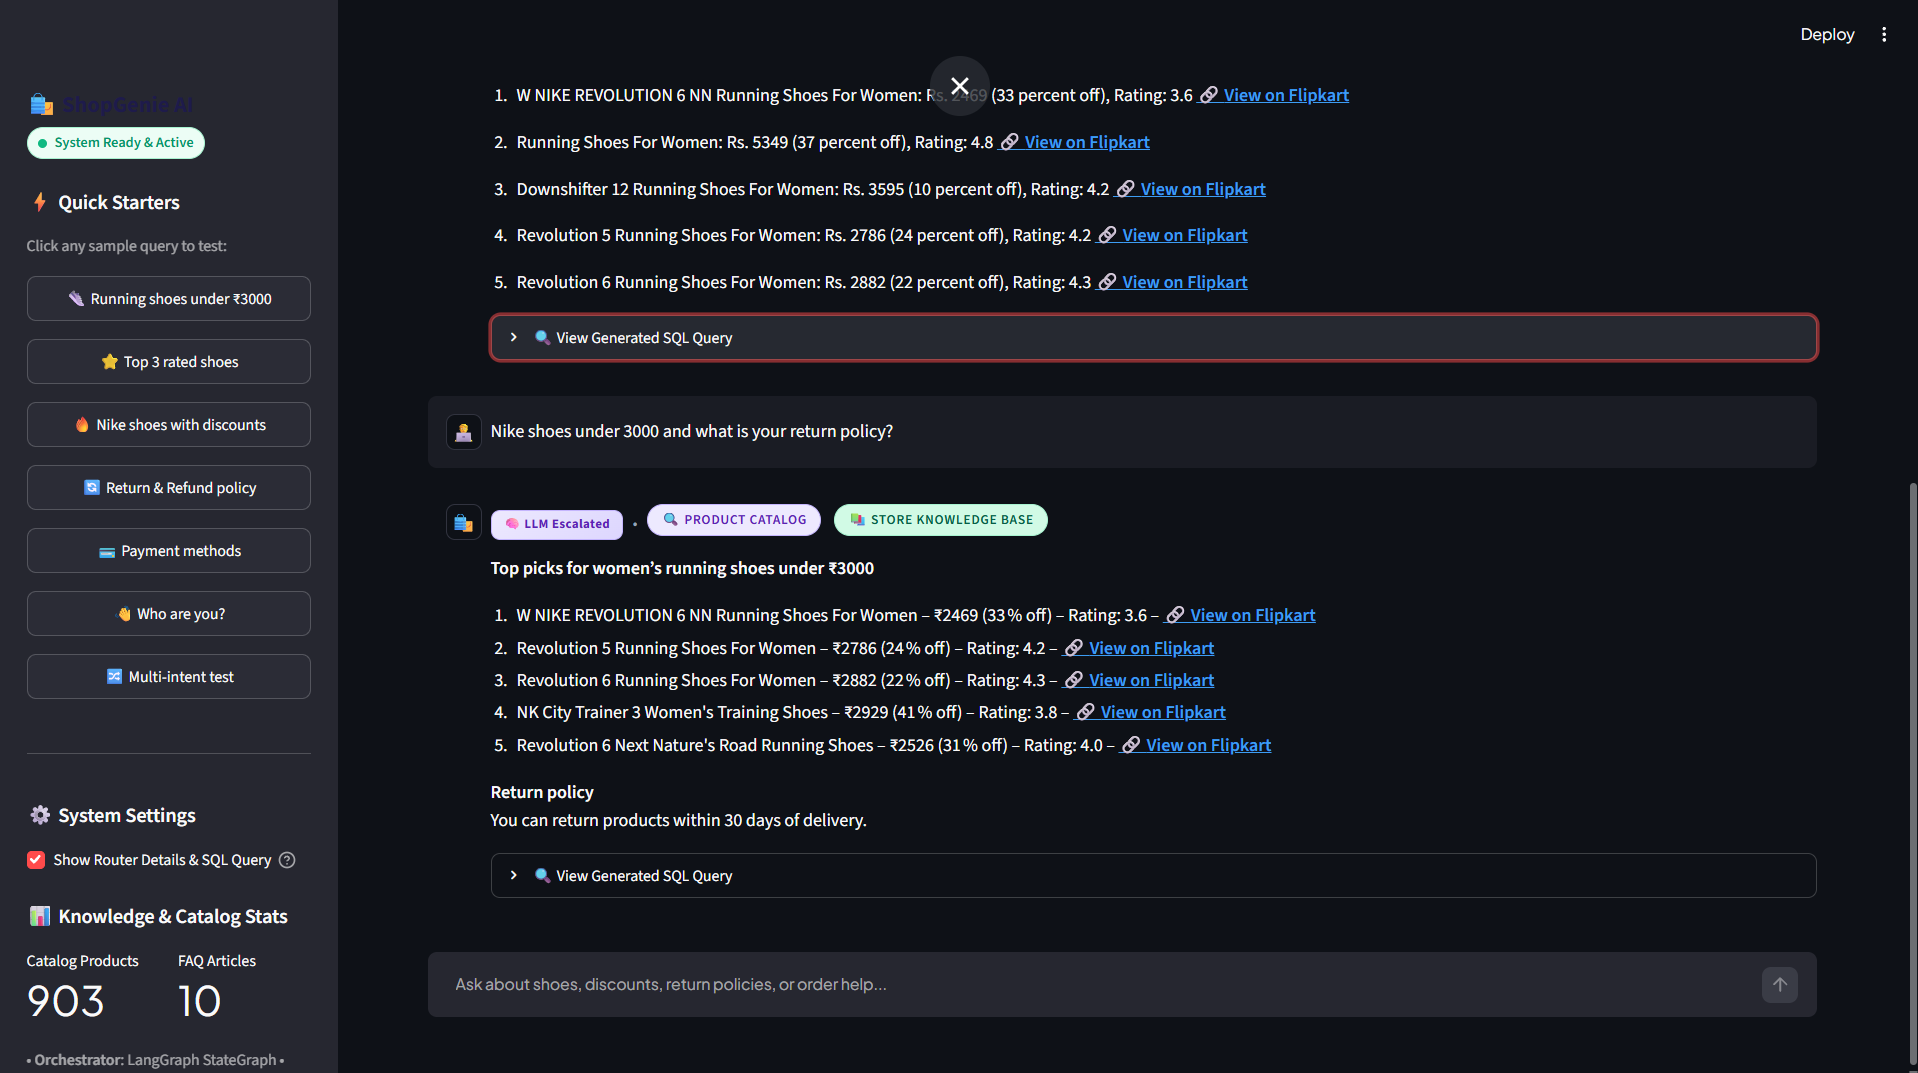 Deploy
ShopGenie AI
System Ready & Active
Quick Starters
Click any sample query to test:
Running shoes under ₹3000
Top 3 rated shoes
Nike shoes with discounts
Return & Refund policy
Payment methods
Who are you?
Multi-intent test
System Settings
Show Router Details & SQL Query
Knowledge & Catalog Stats
Catalog Products FAQ Articles
903 10
• Orchestrator: LangGraph StateGraph •
1. W NIKE REVOLUTION 6 NN Running Shoes For Women: Rs. 2469 (33 percent off), Rating: 3.6 View on Flipkart
2. Running Shoes For Women: Rs. 5349 (37 percent off), Rating: 4.8 View on Flipkart
3. Downshifter 12 Running Shoes For Women: Rs. 3595 (10 percent off), Rating: 4.2 View on Flipkart
4. Revolution 5 Running Shoes For Women: Rs. 2786 (24 percent off), Rating: 4.2 View on Flipkart
5. Revolution 6 Running Shoes For Women: Rs. 2882 (22 percent off), Rating: 4.3 View on Flipkart
View Generated SQL Query
Nike shoes under 3000 and what is your return policy?
LLM Escalated • PRODUCT CATALOG STORE KNOWLEDGE BASE
Top picks for women’s running shoes under ₹3000
1. W NIKE REVOLUTION 6 NN Running Shoes For Women – ₹2469 (33 % off) – Rating: 3.6 – View on Flipkart
2. Revolution 5 Running Shoes For Women – ₹2786 (24 % off) – Rating: 4.2 – View on Flipkart
3. Revolution 6 Running Shoes For Women – ₹2882 (22 % off) – Rating: 4.3 – View on Flipkart
4. NK City Trainer 3 Women's Training Shoes – ₹2929 (41 % off) – Rating: 3.8 – View on Flipkart
5. Revolution 6 Next Nature's Road Running Shoes – ₹2526 (31 % off) – Rating: 4.0 – View on Flipkart
Return policy
You can return products within 30 days of delivery.
View Generated SQL Query
Ask about shoes, discounts, return policies, or order help...